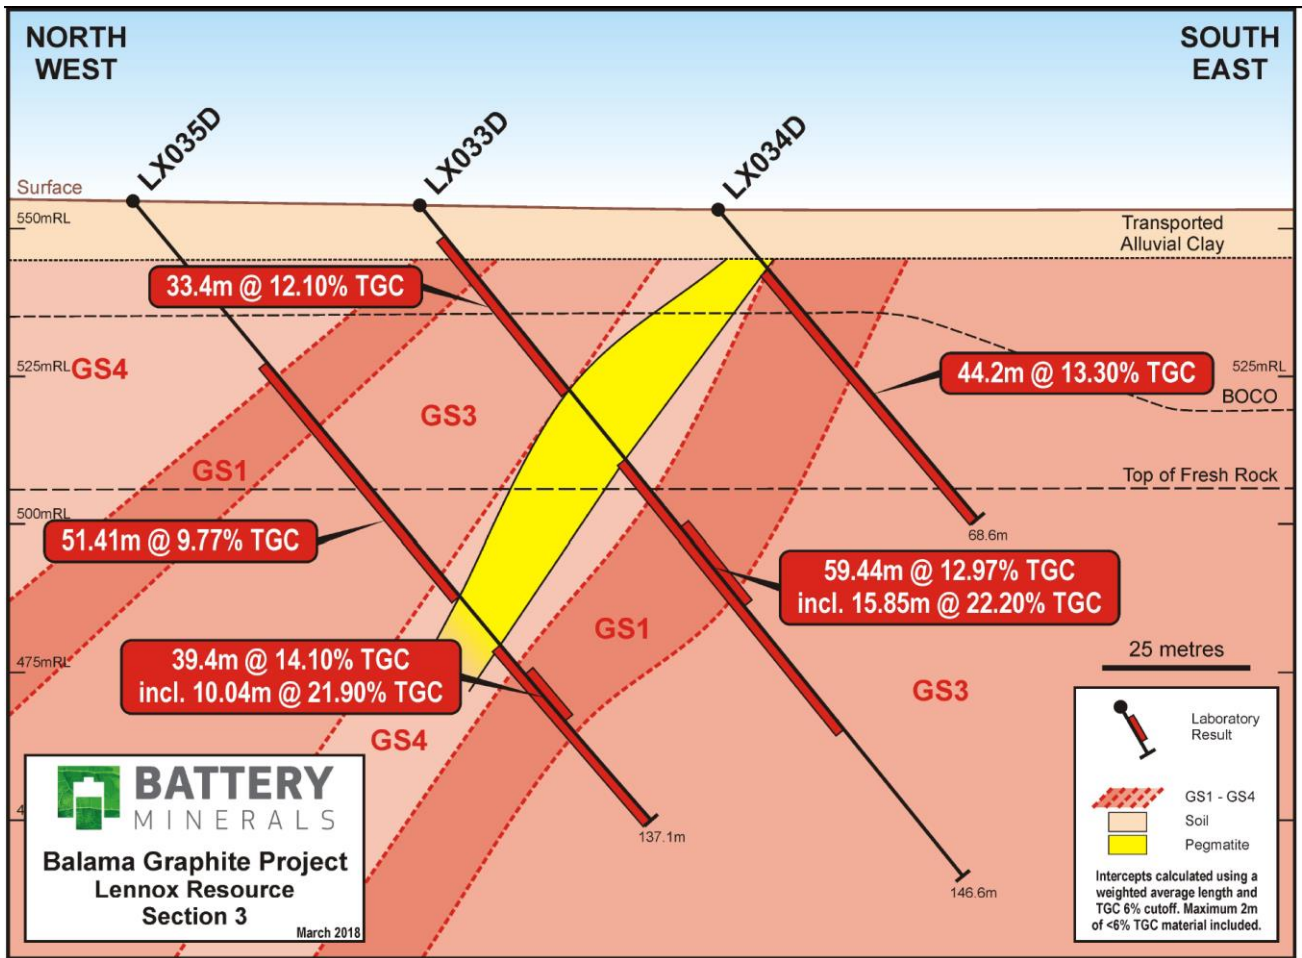 NORTH
WEST
SOUTH
EAST
LX035D
LX033D
LX034D
Surface
550mRL
Transported
Alluvial Clay
33.4m @ 12.10% TGC
525mRL
GS4
44.2m @ 13.30% TGC
525mRL
BOCO
GS3
GS1
Top of Fresh Rock
500mRL
51.41m @ 9.77% TGC
68.6m
59.44m @ 12.97% TGC
incl. 15.85m @ 22.20% TGC
GS1
475mRL
39.4m @ 14.10% TGC
incl. 10.04m @ 21.90% TGC
25 metres
GS3
GS4
Laboratory
Result
GS1 - GS4
Soil
Pegmatite
Intercepts calculated using a
weighted average length and
TGC 6% cutoff. Maximum 2m
of <6% TGC material included.
BATTERY
MINERALS
Balama Graphite Project
Lennox Resource
Section 3
March 2018
137.1m
146.6m